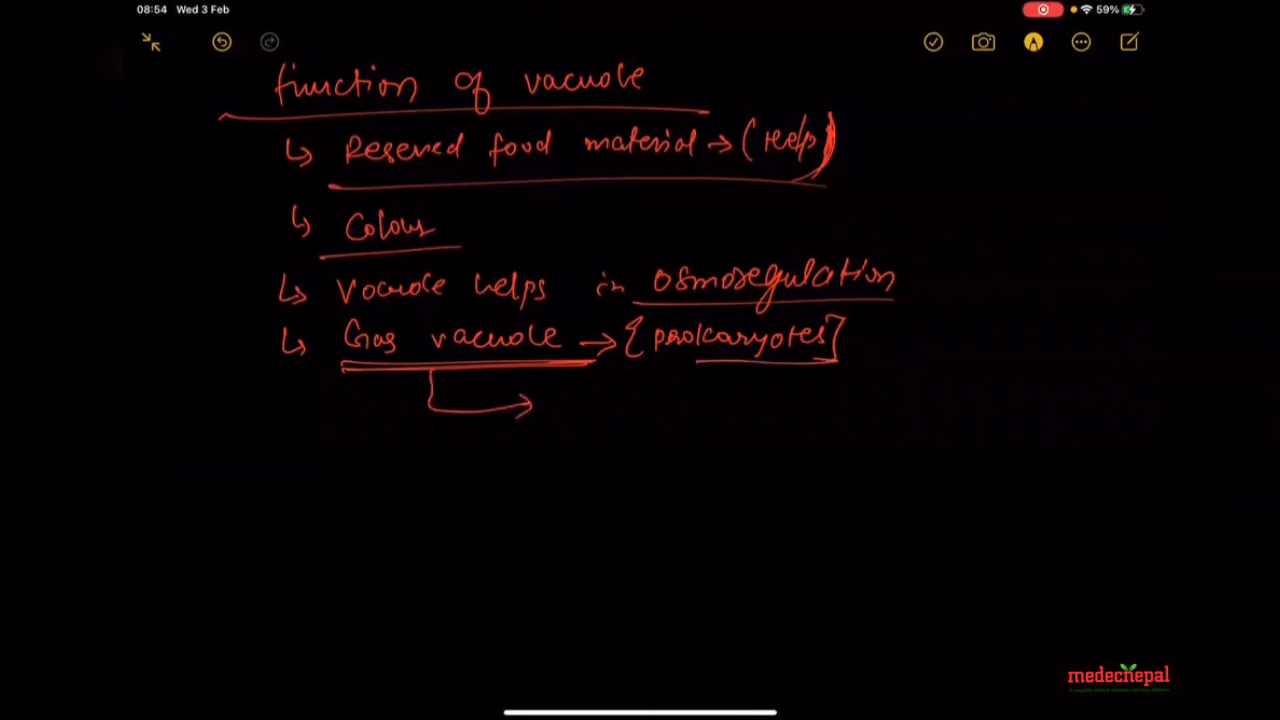 08:54 Wed 3 Feb
59%
function of vacuole
↳ Reserved food material → (Help)
↳ Colour
↳ Vacuole helps in osmoregulation
↳ Gas vacuole → {prokaryotes}
medecnepal